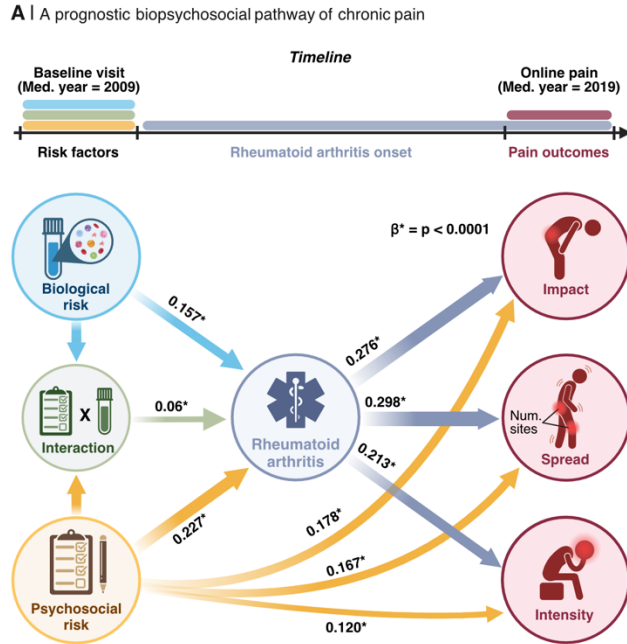 A | A prognostic biopsychosocial pathway of chronic pain
Timeline
Baseline visit
(Med. year = 2009)
Online pain
(Med. year = 2019)
Risk factors
Rheumatoid arthritis onset
Pain outcomes
β* = p < 0.0001
Biological
risk
Impact
0.157*
0.276*
X
Interaction
0.06*
Rheumatoid
arthritis
0.298*
Num.
sites
Spread
0.213*
0.227*
0.178*
0.167*
Psychosocial
risk
0.120*
Intensity